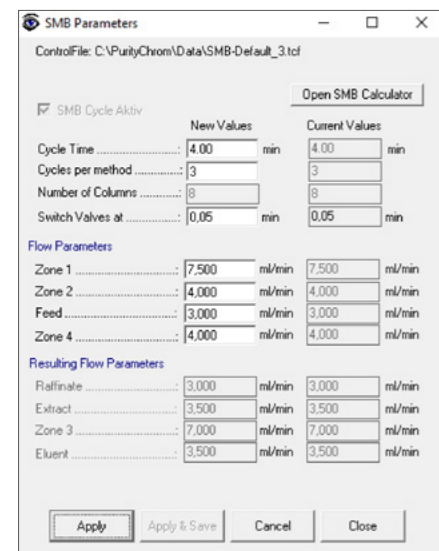 SMB Parameters
ControlFile: C:\PurityChrom\Data\SMB-Default_3.tcf
Open SMB Calculator
SMB Cycle Aktiv
New Values Current Values
Cycle Time ......................: 4.00 min 4.00 min
Cycles per method ..............: 3 3
Number of Columns ............: 8 8
Switch Valves at .................: 0,05 min 0,05 min
Flow Parameters
Zone 1 ..............................: 7,500 ml/min 7,500 ml/min
Zone 2 ..............................: 4,000 ml/min 4,000 ml/min
Feed .................................: 3,000 ml/min 3,000 ml/min
Zone 4 ..............................: 4,000 ml/min 4,000 ml/min
Resulting Flow Parameters
Raffinate ...........................: 3,000 ml/min 3,000 ml/min
Extract ..............................: 3,500 ml/min 3,500 ml/min
Zone 3 ..............................: 7,000 ml/min 7,000 ml/min
Eluent ...............................: 3,500 ml/min 3,500 ml/min
Apply Apply & Save Cancel Close